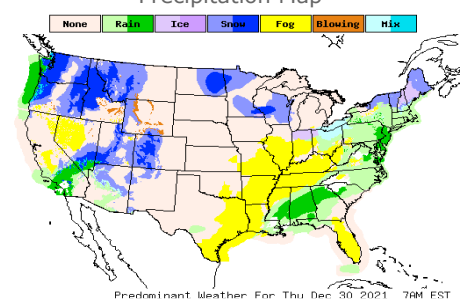 Precipitation Map
None Rain Ice Snow Fog Blowing Mix
Predominant Weather For Thu Dec 30 2021 7AM EST